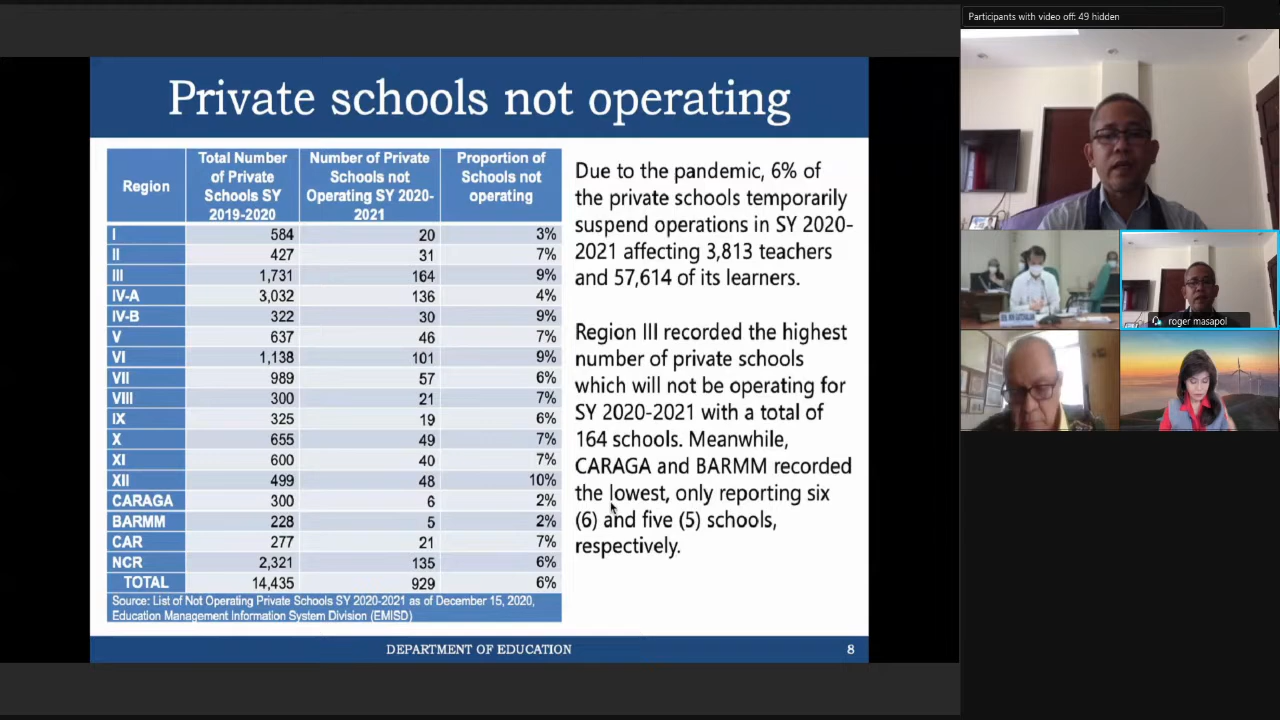 Participants with video off: 49 hidden
Private schools not operating
Region
Total Number of Private Schools SY 2019-2020
Number of Private Schools not Operating SY 2020-2021
Proportion of Schools not operating
I 584 20 3%
II 427 31 7%
III 1,731 164 9%
IV-A 3,032 136 4%
IV-B 322 30 9%
V 637 46 7%
VI 1,138 101 9%
VII 989 57 6%
VIII 300 21 7%
IX 325 19 6%
X 655 49 7%
XI 600 40 7%
XII 499 48 10%
CARAGA 300 6 2%
BARMM 228 5 2%
CAR 277 21 7%
NCR 2,321 135 6%
TOTAL 14,435 929 6%
Source: List of Not Operating Private Schools SY 2020-2021 as of December 15, 2020,
Education Management Information System Division (EMISD)
Due to the pandemic, 6% of
the private schools temporarily
suspend operations in SY 2020-
2021 affecting 3,813 teachers
and 57,614 of its learners.
Region III recorded the highest
number of private schools
which will not be operating for
SY 2020-2021 with a total of
164 schools. Meanwhile,
CARAGA and BARMM recorded
the lowest, only reporting six
(6) and five (5) schools,
respectively.
DEPARTMENT OF EDUCATION
8
roger masapol